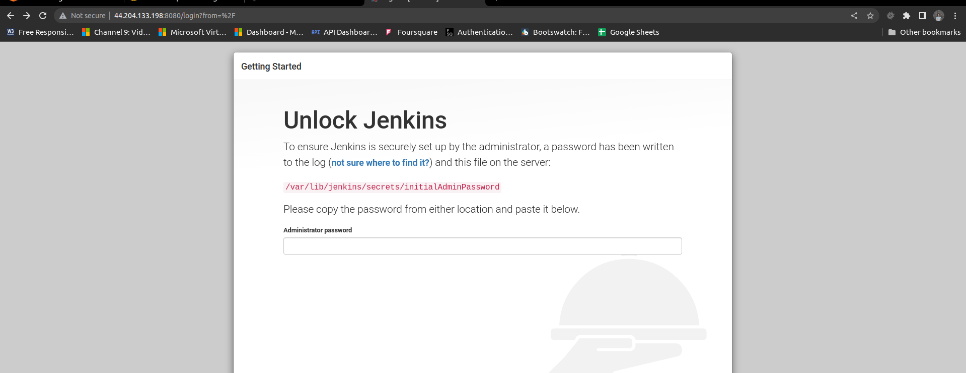 Not secure | 44.204.133.198:8080/login?from=%2F
Free Responsi… Channel 9: Vid… Microsoft Virt… Dashboard - M… API Dashboar… Foursquare Authenticatio… Bootswatch: F… Google Sheets Other bookmarks
Getting Started
Unlock Jenkins
To ensure Jenkins is securely set up by the administrator, a password has been written
to the log (not sure where to find it?) and this file on the server:
/var/lib/jenkins/secrets/initialAdminPassword
Please copy the password from either location and paste it below.
Administrator password